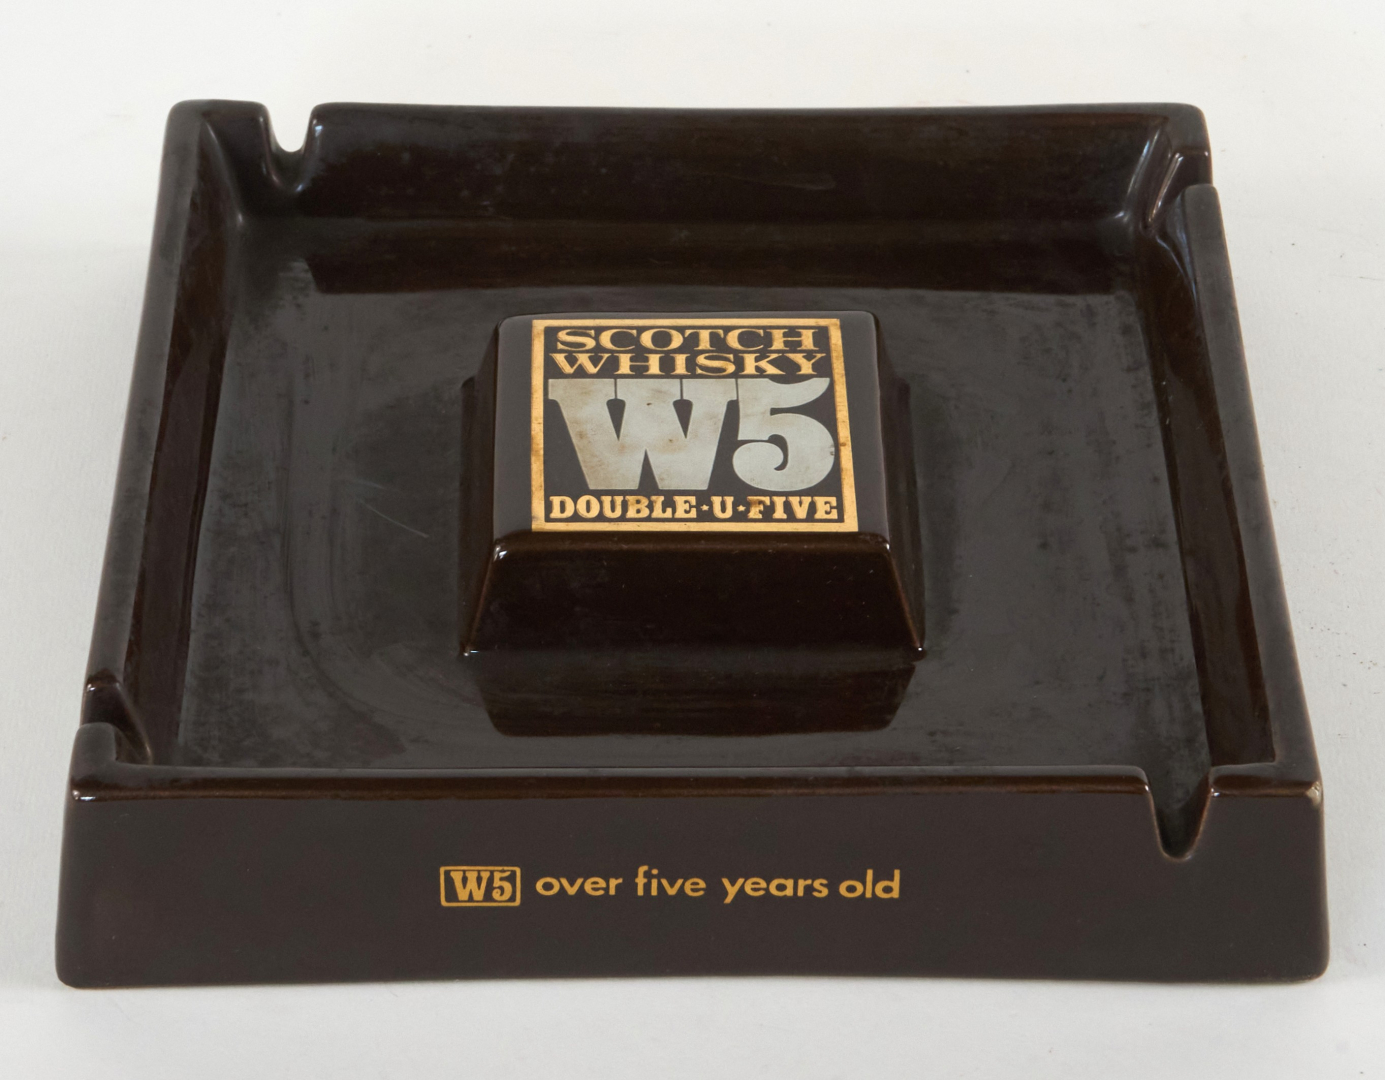 SCOTCH
WHISKY
W5
DOUBLE⋆U⋆FIVE
W5 over five years old